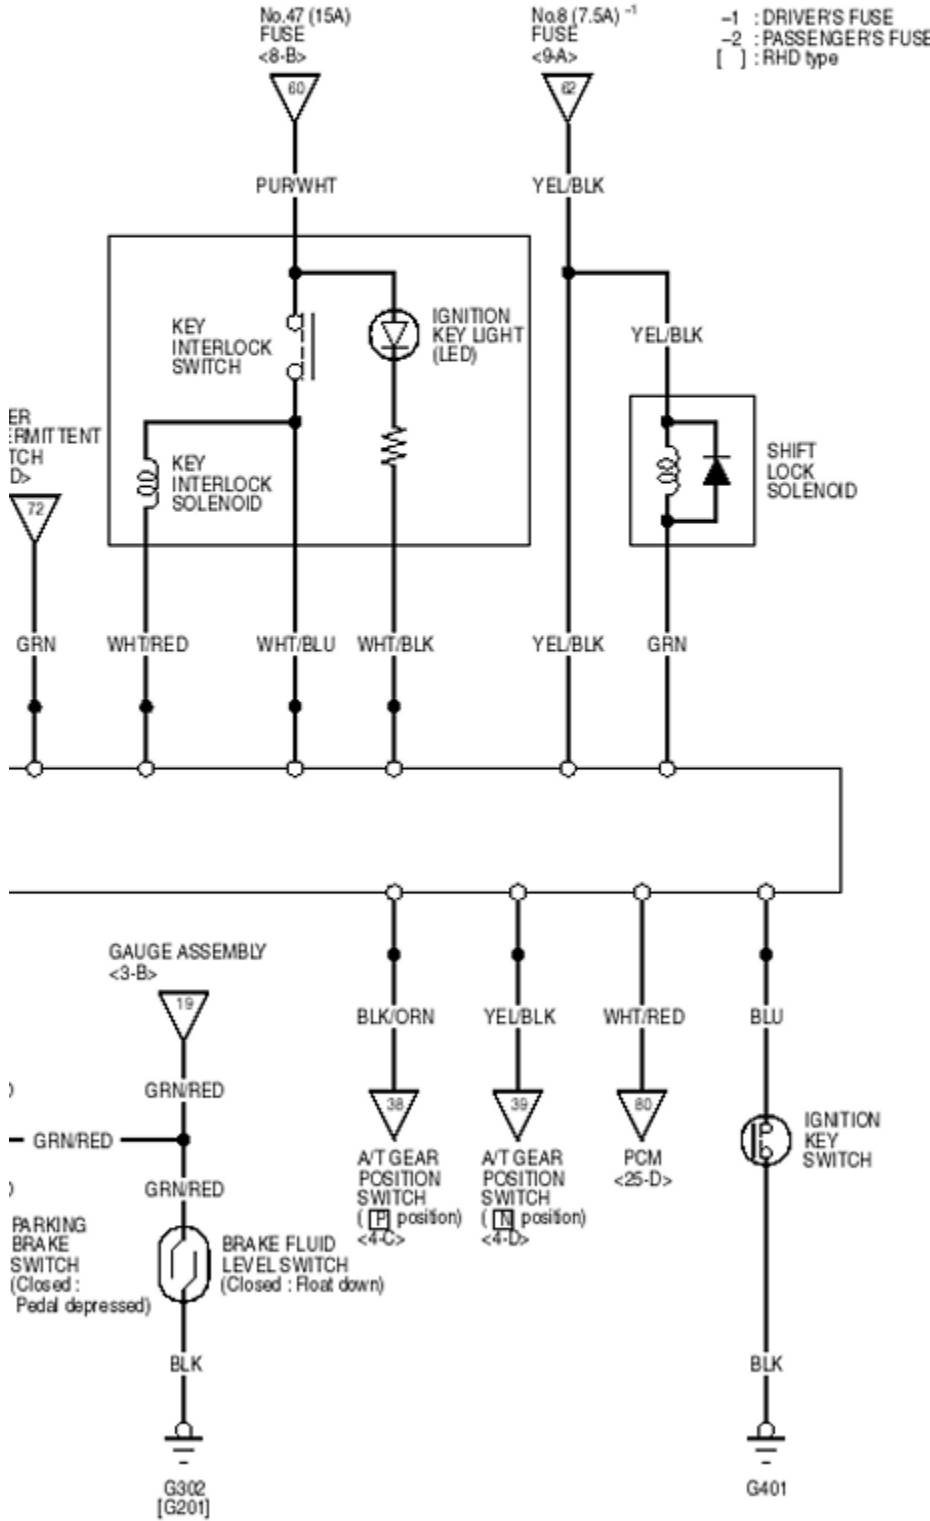 No.47 (15A)
FUSE
<8-B>
60
No.8 (7.5A) –1
FUSE
<9-A>
62
–1 : DRIVER'S FUSE
–2 : PASSENGER'S FUSE
[ ] : RHD type
PUR/WHT
YEL/BLK
KEY
INTERLOCK
SWITCH
IGNITION
KEY LIGHT
(LED)
YEL/BLK
ER
ERMITTENT
TCH
D>
72
KEY
INTERLOCK
SOLENOID
SHIFT
LOCK
SOLENOID
GRN
WHT/RED
WHT/BLU
WHT/BLK
YEL/BLK
GRN
GAUGE ASSEMBLY
<3-B>
19
BLK/ORN
YEL/BLK
WHT/RED
BLU
GRN/RED
38
39
80
IGNITION
KEY
SWITCH
GRN/RED
A/T GEAR
POSITION
SWITCH
( P position)
<4-C>
A/T GEAR
POSITION
SWITCH
( N position)
<4-D>
PCM
<25-D>
GRN/RED
PARKING
BRAKE
SWITCH
(Closed :
Pedal depressed)
BRAKE FLUID
LEVEL SWITCH
(Closed : Float down)
BLK
BLK
G302
[G201]
G401